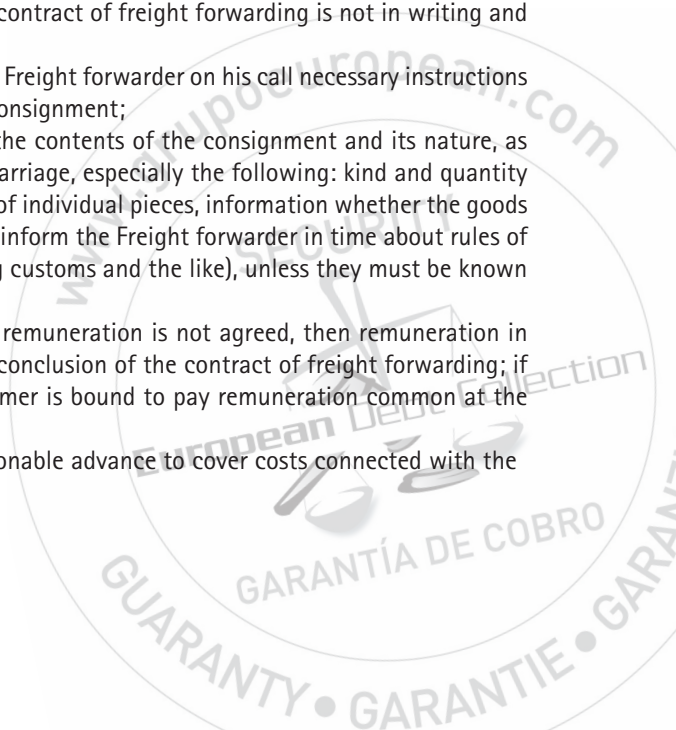 contract of freight forwarding is not in writing and
Freight forwarder on his call necessary instructions
onsignment;
the contents of the consignment and its nature, as
arriage, especially the following: kind and quantity
of individual pieces, information whether the goods
inform the Freight forwarder in time about rules of
g customs and the like), unless they must be known
remuneration is not agreed, then remuneration in
conclusion of the contract of freight forwarding; if
mer is bound to pay remuneration common at the
onable advance to cover costs connected with the
www.grupoeuropean.com
SECURITY
European Debt Collection
GARANTÍA DE COBRO
GUARANTY • GARANTIE • GARANT